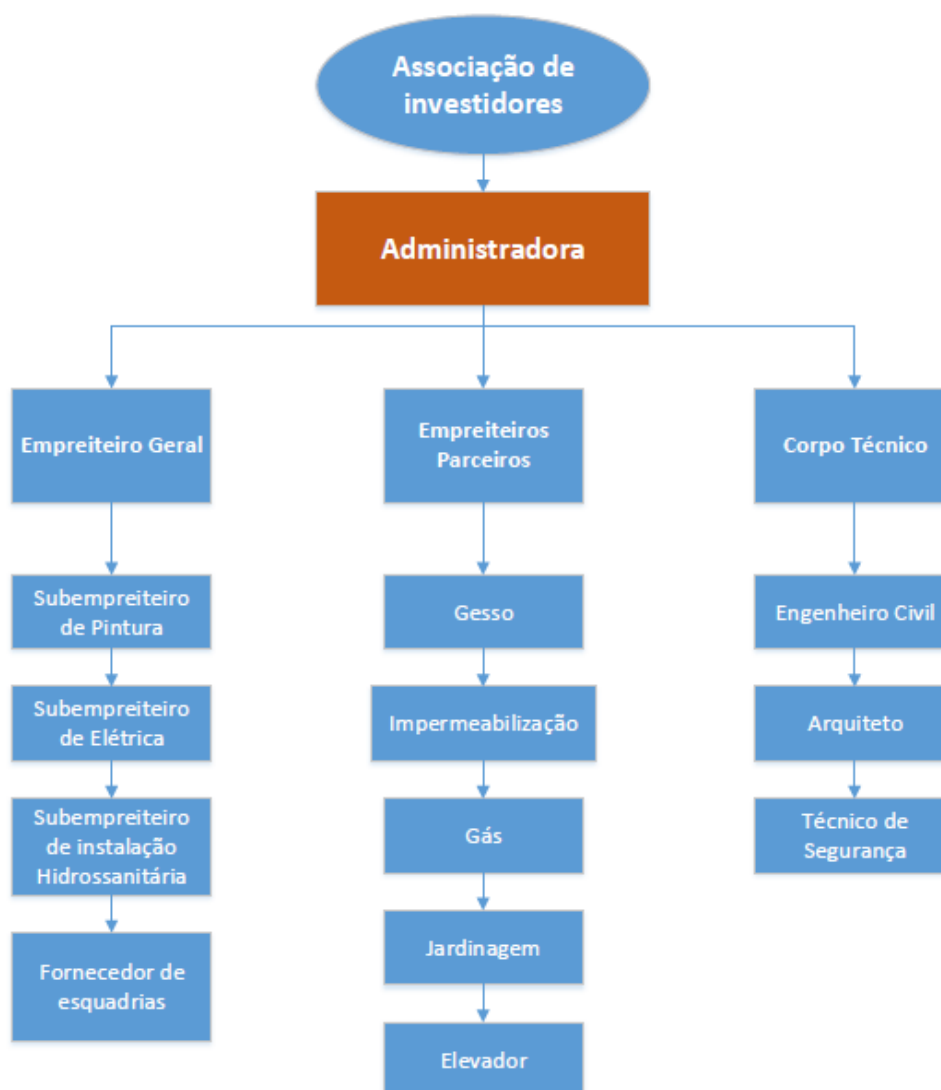 Associação de
investidores
Administradora
Empreiteiro Geral
Empreiteiros
Parceiros
Corpo Técnico
Subempreiteiro
de Pintura
Gesso
Engenheiro Civil
Subempreiteiro
de Elétrica
Impermeabilização
Arquiteto
Subempreiteiro
de instalação
Hidrossanitária
Gás
Técnico de
Segurança
Fornecedor de
esquadrias
Jardinagem
Elevador